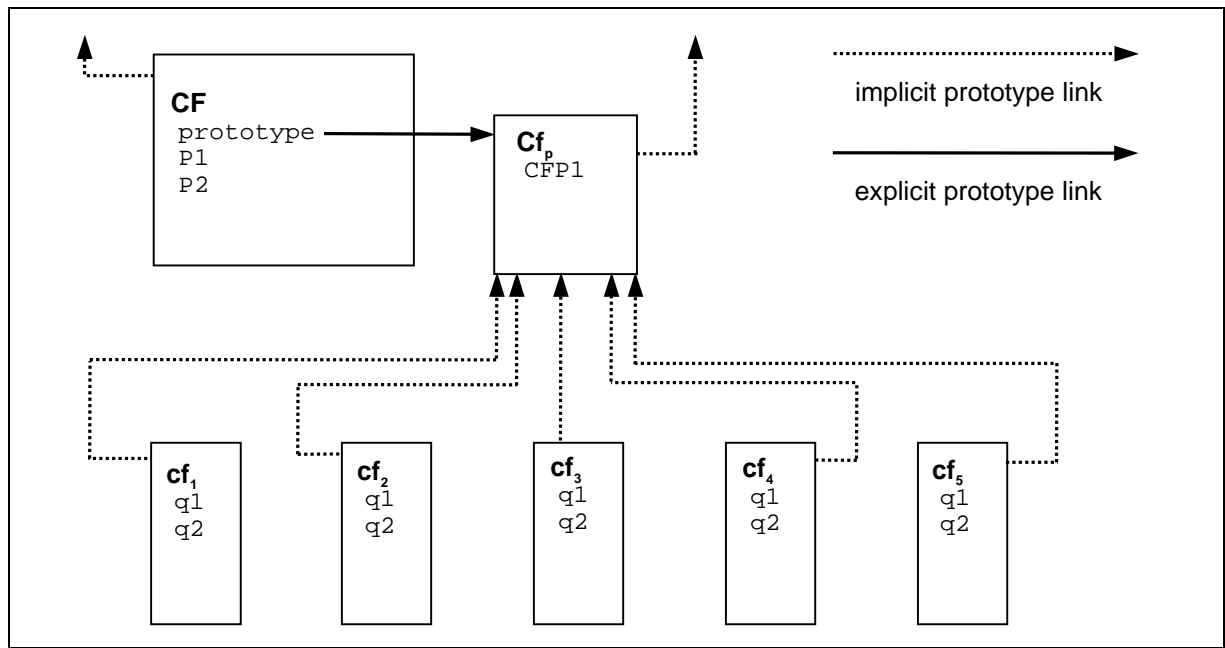 CF
prototype
P1
P2
Cfp
CFP1
implicit prototype link
explicit prototype link
cf1
q1
q2
cf2
q1
q2
cf3
q1
q2
cf4
q1
q2
cf5
q1
q2